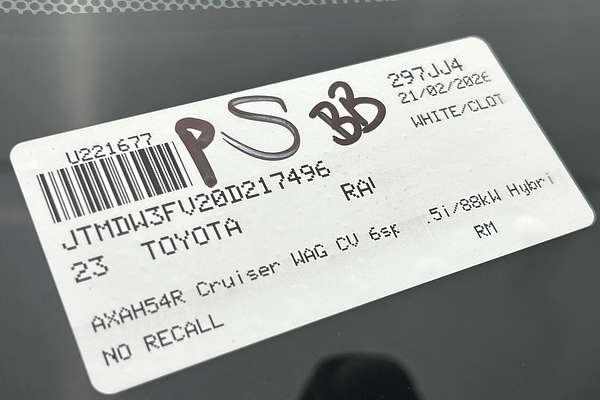 U221677
PS BB
297JJ4
21/02/2026
WHITE/CLOT
JTMDW3FV20D217496
23 TOYOTA RAV
AXAH54R Cruiser WAG CV 6sp .5i/88kW Hybri
NO RECALL
RM